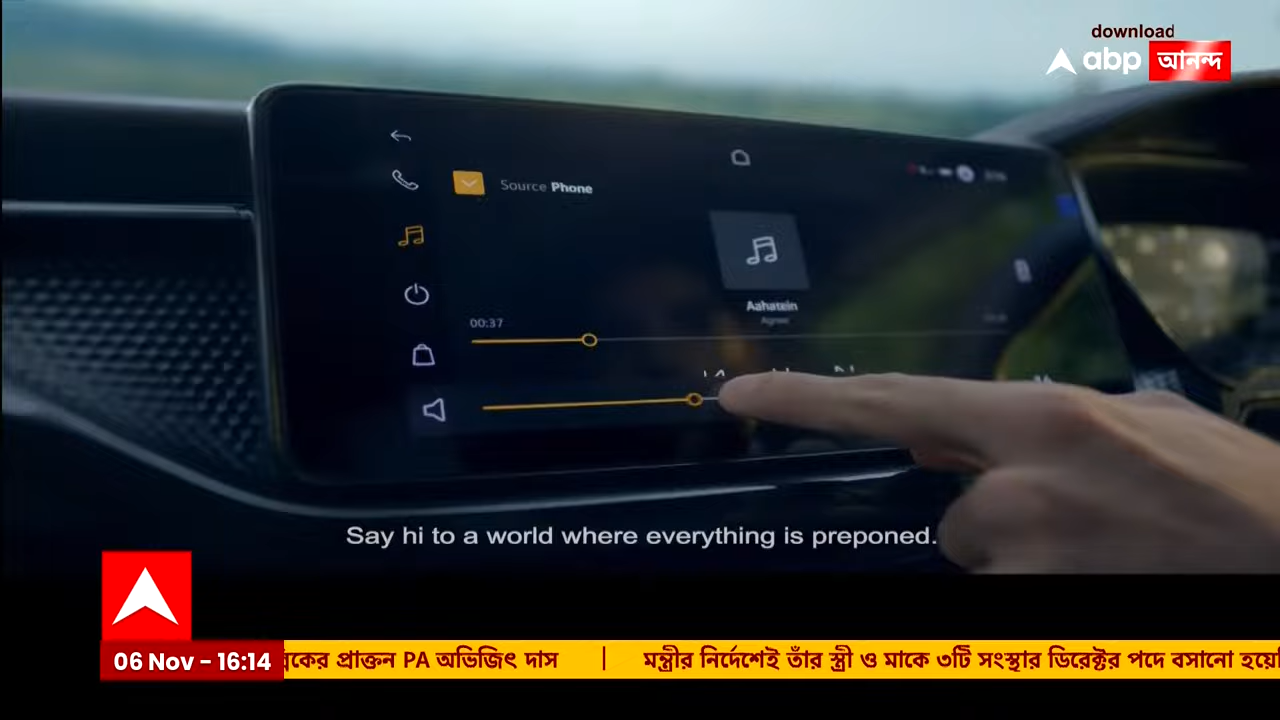 download
abp আনন্দ
Source Phone
Aahatein
00:37
Say hi to a world where everything is preponed.
06 Nov - 16:14
প্রাক্তন PA অভিজিৎ দাস | মন্ত্রীর নির্দেশেই তাঁর স্ত্রী ও মাকে ৩টি সংস্থার ডিরেক্টর পদে বসানো